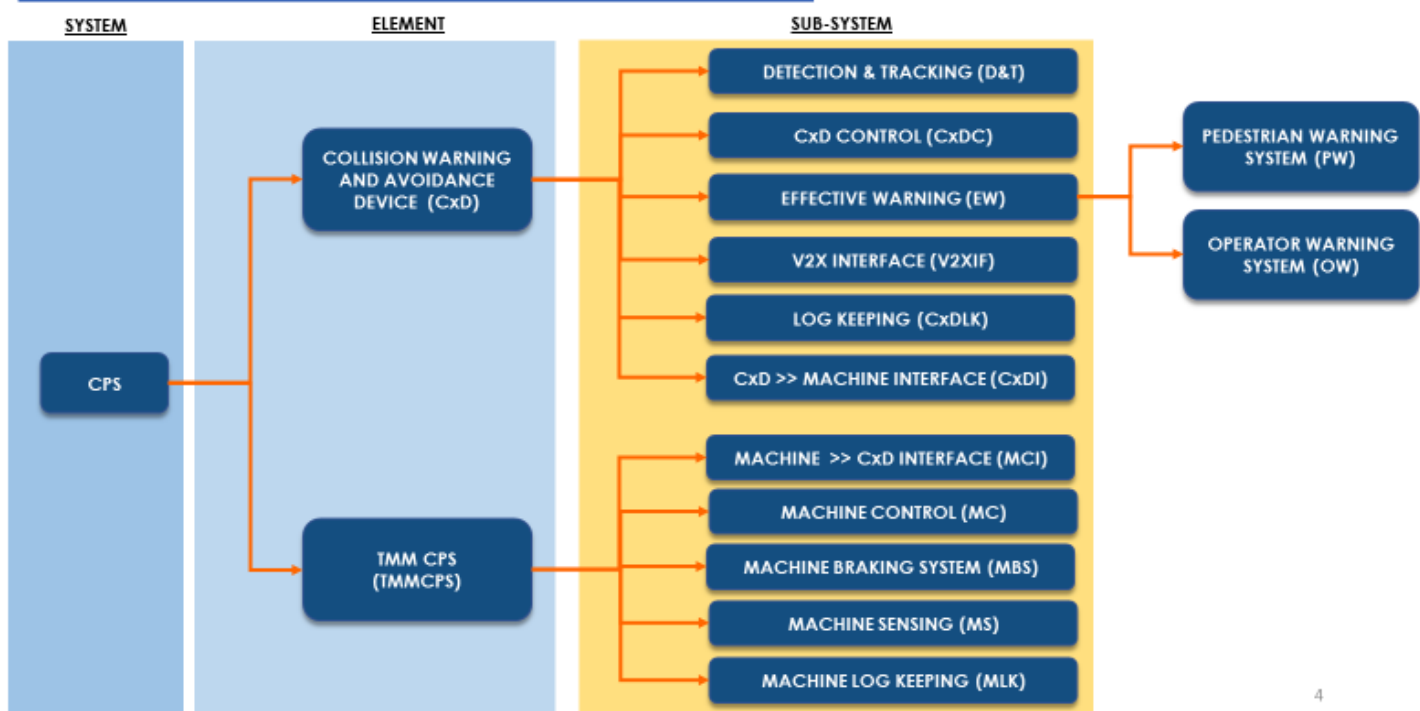 SYSTEM
ELEMENT
SUB-SYSTEM
DETECTION & TRACKING (D&T)
CxD CONTROL (CxDC)
EFFECTIVE WARNING (EW)
V2X INTERFACE (V2XIF)
LOG KEEPING (CxDLK)
CxD >> MACHINE INTERFACE (CxDI)
COLLISION WARNING
AND AVOIDANCE
DEVICE (CxD)
PEDESTRIAN WARNING
SYSTEM (PW)
OPERATOR WARNING
SYSTEM (OW)
CPS
MACHINE >> CxD INTERFACE (MCI)
MACHINE CONTROL (MC)
MACHINE BRAKING SYSTEM (MBS)
MACHINE SENSING (MS)
MACHINE LOG KEEPING (MLK)
TMM CPS
(TMMCPS)
4